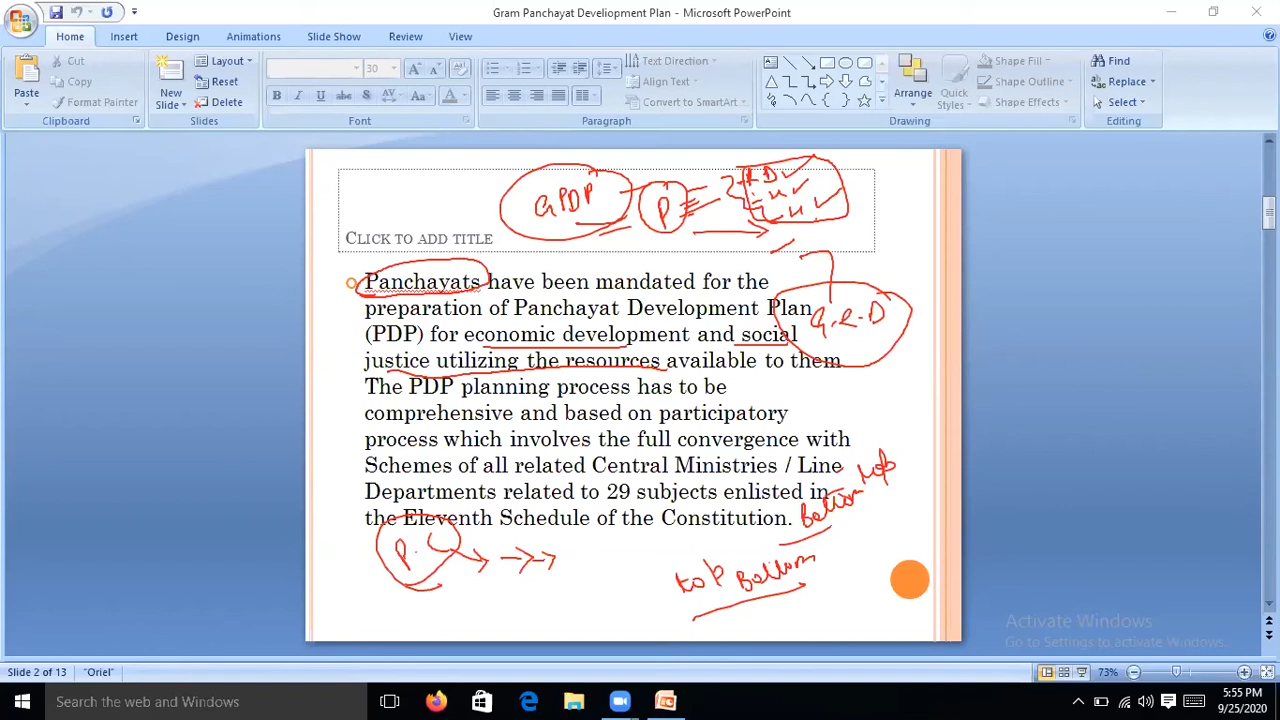 Gram Panchayat Develiopment Plan - Microsoft PowerPoint
Home Insert Design Animations Slide Show Review View
Paste Cut Copy Format Painter
New Slide Layout Reset Delete
30
B I U abc S AV Aa A
Text Direction Align Text Convert to SmartArt
Arrange Quick Styles Shape Fill Shape Outline Shape Effects
Find Replace Select
Clipboard Slides Font Paragraph Drawing Editing
GPDP P RD
CLICK TO ADD TITLE
Panchayats have been mandated for the
preparation of Panchayat Development Plan
(PDP) for economic development and social
G.R.D
justice utilizing the resources available to them
The PDP planning process has to be
comprehensive and based on participatory
process which involves the full convergence with
Schemes of all related Central Ministries / Line
Departments related to 29 subjects enlisted in
the Eleventh Schedule of the Constitution.
Bottom up
P.C
top Bottom
Activate Windows
Go to Settings to activate Windows.
Slide 2 of 13 "Oriel" 73%
Search the web and Windows
5:55 PM
9/25/2020